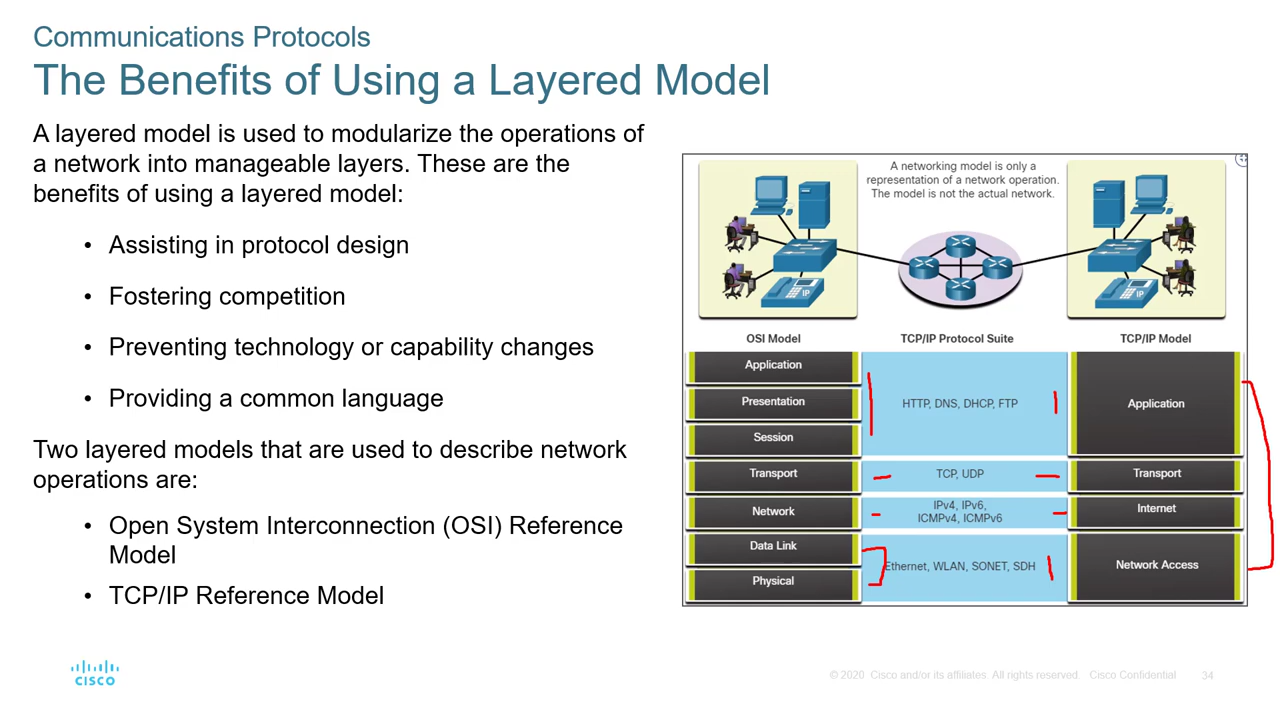 Communications Protocols
The Benefits of Using a Layered Model
A layered model is used to modularize the operations of
a network into manageable layers. These are the
benefits of using a layered model:
• Assisting in protocol design
• Fostering competition
• Preventing technology or capability changes
• Providing a common language
Two layered models that are used to describe network
operations are:
• Open System Interconnection (OSI) Reference
Model
• TCP/IP Reference Model
A networking model is only a
representation of a network operation.
The model is not the actual network.
IP
IP
OSI Model
TCP/IP Protocol Suite
TCP/IP Model
Application
Presentation
Session
HTTP, DNS, DHCP, FTP
Application
Transport
TCP, UDP
Transport
Network
IPv4, IPv6,
ICMPv4, ICMPv6
Internet
Data Link
Physical
Ethernet, WLAN, SONET, SDH
Network Access
CISCO
© 2020 Cisco and/or its affiliates. All rights reserved. Cisco Confidential
34